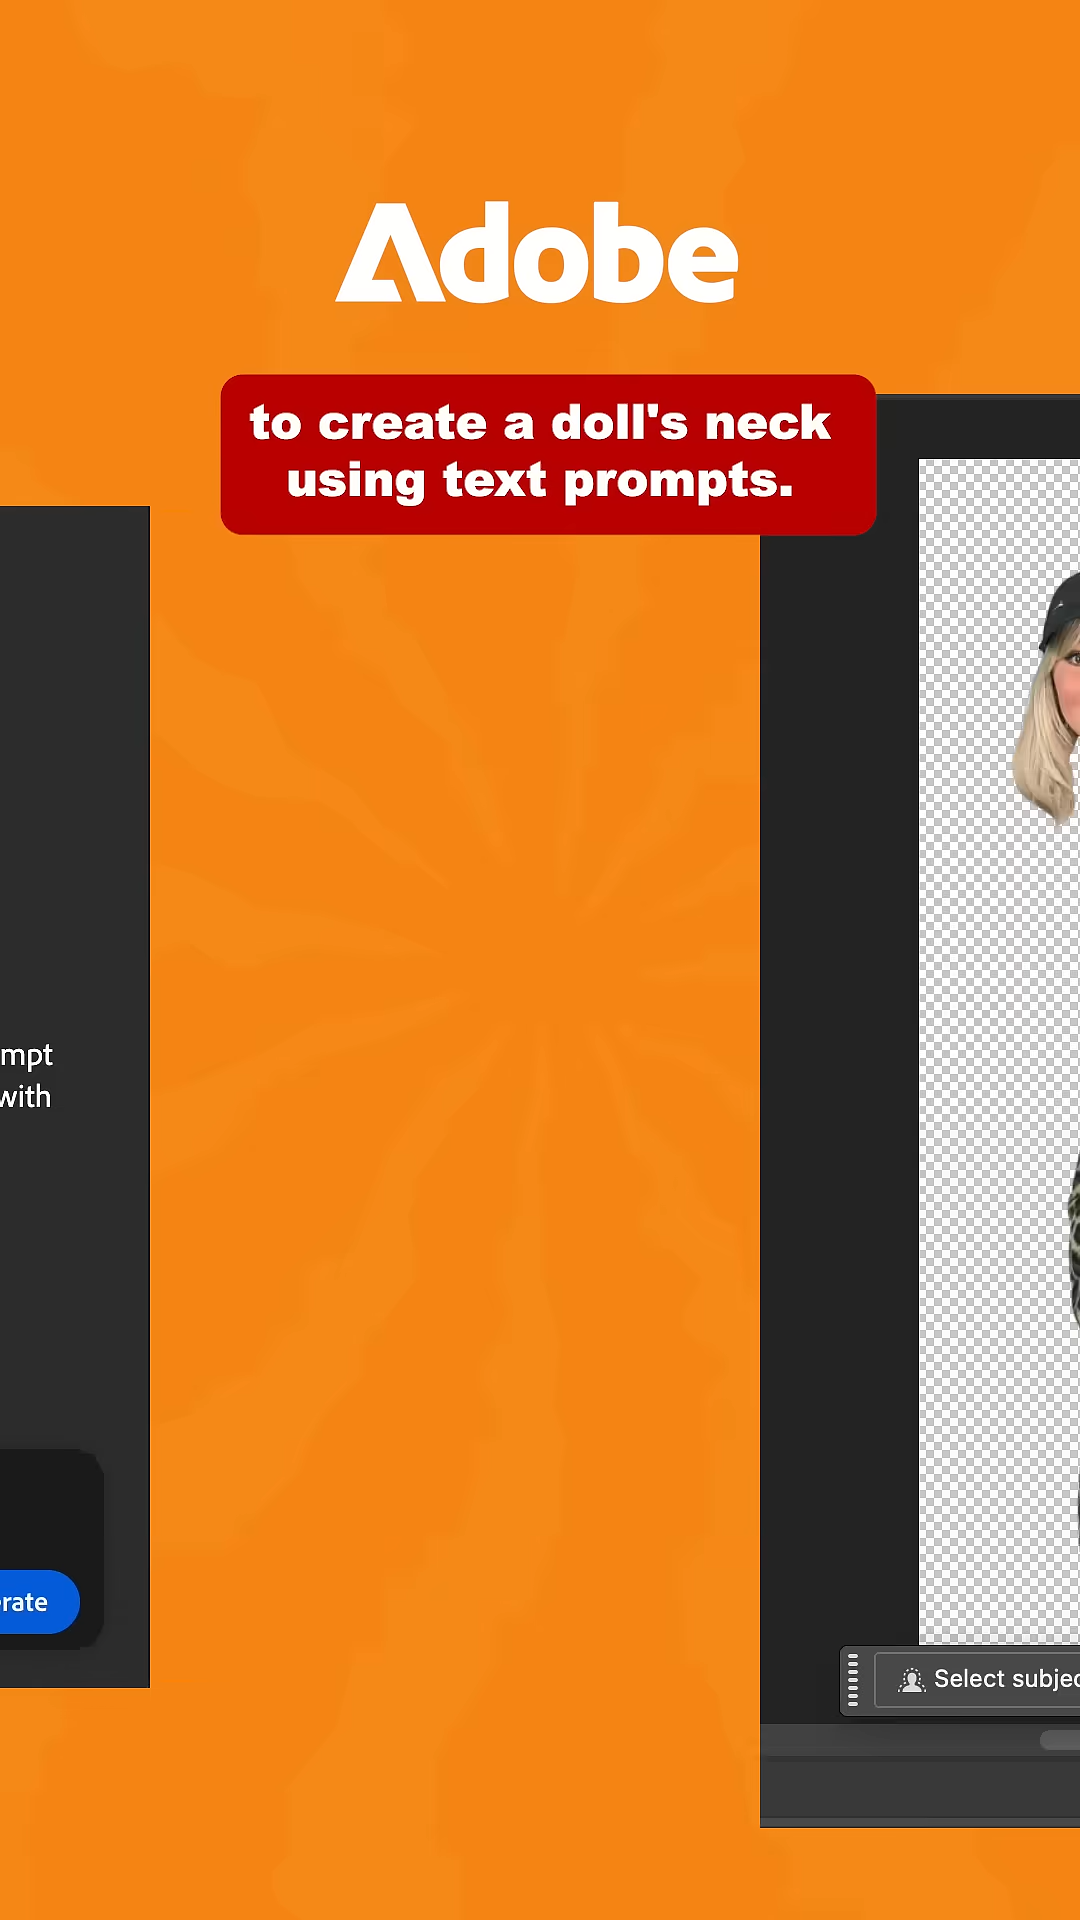 Adobe
to create a doll's neck
using text prompts.
mpt
with
rate
Select subjec